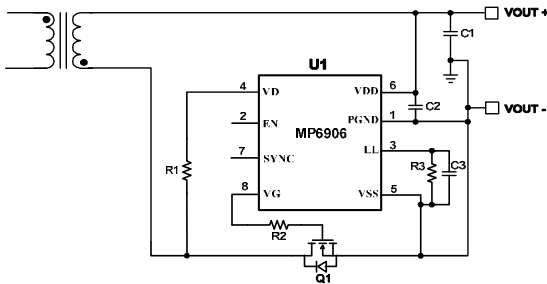 VOUT +
C1
U1
4 VD VDD 6
C2
2 EN PGND 1
VOUT -
MP6906
LL 3
7 SYNC
R1
R3 C3
8 VG VSS 5
R2
Q1